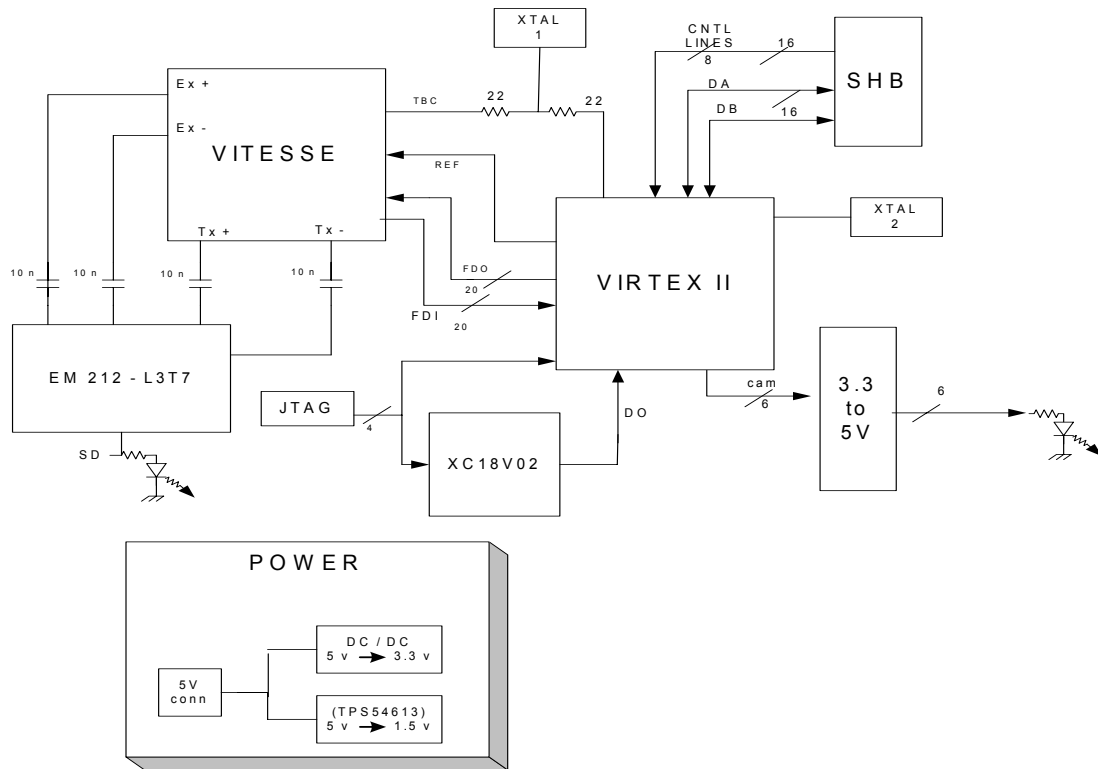 XTAL
1
CNTL
LINES
8
16
SHB
DA
DB
16
Ex +
Ex -
VITESSE
TBC
22
22
REF
Tx +
Tx -
XTAL
2
10 n
10 n
10 n
10 n
FDO
20
FDI
20
VIRTEX II
EM 212 - L3T7
SD
JTAG
4
XC18V02
DO
cam
6
3.3
to
5V
6
POWER
5V
conn
DC / DC
5 v 3.3 v
(TPS54613)
5 v 1.5 v